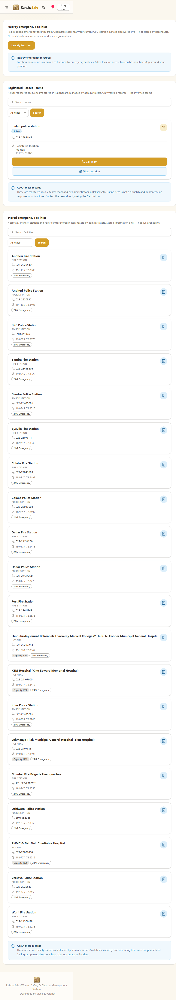 RakshaSafe
1
Log
out
Nearby Emergency Facilities
Real mapped emergency facilities from OpenStreetMap near your current GPS location. Data is discovered live — not stored by RakshaSafe.
No availability, response times, or dispatch guarantees.
Use My Location
Nearby emergency resources
Location permission is required to find nearby emergency facilities. Allow location access to search OpenStreetMap around your
position.
Registered Rescue Teams
Actual registered rescue teams stored in RakshaSafe, managed by administrators. Only verified records — no invented teams.
Search teams...
All types
Search
malad police station
Police
022-28821147
Registered location
mumbai
19.1835, 72.8443
Call Team
View Location
About these records
These are registered rescue teams managed by administrators in RakshaSafe. Listing here is not a dispatch and guarantees no
response or arrival time. Contact the team directly using the Call button.
Stored Emergency Facilities
Hospitals, shelters, stations and relief centres stored in RakshaSafe by administrators. Stored information only — not live availability.
Search facilities...
All types
Search
Andheri Fire Station
FIRE STATION
022-26205301
19.1135, 72.8405
24/7 Emergency
Andheri Police Station
POLICE STATION
022-26205301
19.1135, 72.8405
24/7 Emergency
BKC Police Station
POLICE STATION
8976951976
19.0675, 72.8675
24/7 Emergency
Bandra Fire Station
FIRE STATION
022-26435206
19.0545, 72.8325
24/7 Emergency
Bandra Police Station
POLICE STATION
022-26435206
19.0545, 72.8325
24/7 Emergency
Byculla Fire Station
FIRE STATION
022-23076111
18.9797, 72.8345
24/7 Emergency
Colaba Fire Station
FIRE STATION
022-22043603
18.9217, 72.8197
24/7 Emergency
Colaba Police Station
POLICE STATION
022-22043603
18.9217, 72.8197
24/7 Emergency
Dadar Fire Station
FIRE STATION
022-24134200
19.0175, 72.8475
24/7 Emergency
Dadar Police Station
POLICE STATION
022-24134200
19.0175, 72.8475
24/7 Emergency
Fort Fire Station
FIRE STATION
022-22611942
18.9375, 72.8335
24/7 Emergency
Hinduhridaysamrat Balasaheb Thackeray Medical College & Dr. R. N. Cooper Municipal General Hospital
HOSPITAL
022-26207254
19.1078, 72.8362
Capacity 520 24/7 Emergency
KEM Hospital (King Edward Memorial Hospital)
HOSPITAL
022-24107000
19.0017, 72.8418
Capacity 1800 24/7 Emergency
Khar Police Station
POLICE STATION
022-26435206
19.0705, 72.8245
24/7 Emergency
Lokmanya Tilak Municipal General Hospital (Sion Hospital)
HOSPITAL
022-24076381
19.0361, 72.8593
Capacity 1462 24/7 Emergency
Mumbai Fire Brigade Headquarters
FIRE STATION
101, 022-23076111
18.9347, 72.8355
24/7 Emergency
Oshiwara Police Station
POLICE STATION
8976952041
19.1235, 72.8355
24/7 Emergency
TNMC & BYL Nair Charitable Hospital
HOSPITAL
022-23027000
18.9727, 72.8212
Capacity 1300 24/7 Emergency
Versova Police Station
POLICE STATION
022-26205301
19.1375, 72.8155
24/7 Emergency
Worli Fire Station
FIRE STATION
022-24300178
19.0075, 72.8235
24/7 Emergency
About these records
These are stored facility records maintained by administrators. Availability, capacity, and operating hours are not guaranteed.
Calling or opening directions here does not create an incident.
RakshaSafe · Women Safety & Disaster Management
System
· Developed by Vivek & Vaibhav